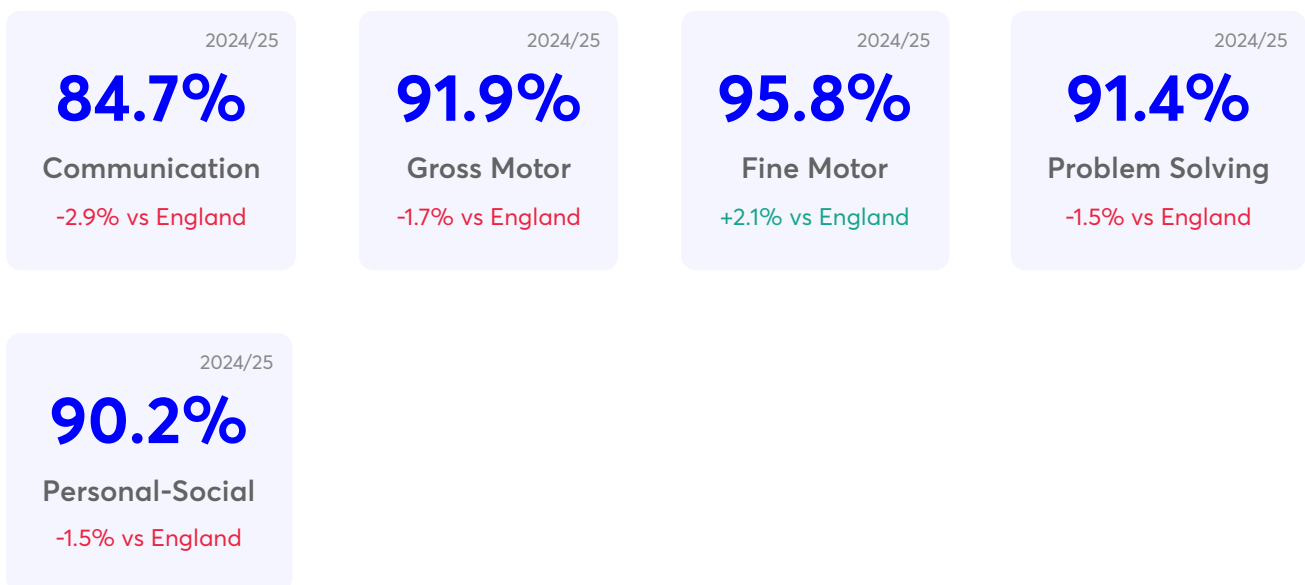 2024/25
84.7%
Communication
-2.9% vs England
2024/25
91.9%
Gross Motor
-1.7% vs England
2024/25
95.8%
Fine Motor
+2.1% vs England
2024/25
91.4%
Problem Solving
-1.5% vs England
2024/25
90.2%
Personal-Social
-1.5% vs England